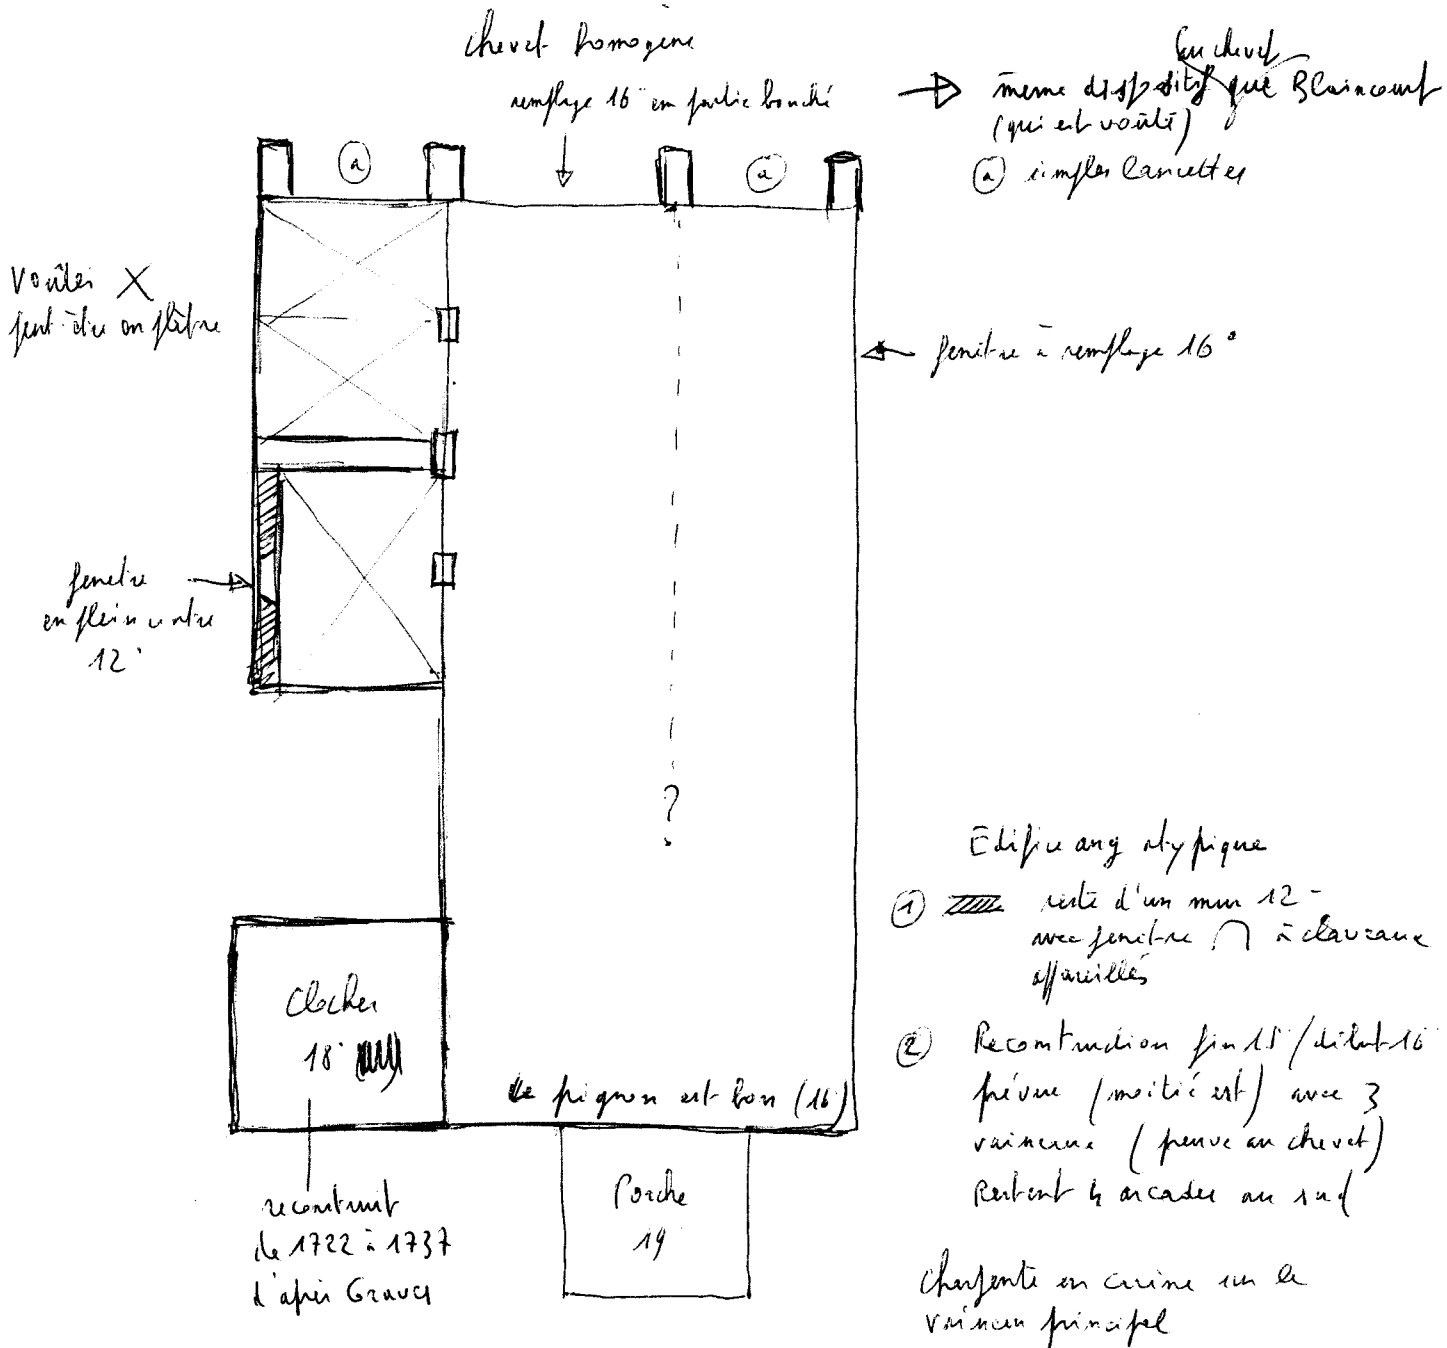 chevet homogène
remplage 16° en partie bouché
au chevet
même dispositif que Blaincourt
(qui est voûté)
ⓐ simples lancettes
ⓐ
ⓐ
Voûtes X
peut-être en plâtre
fenêtre à remplage 16°
fenetre
en plein cintre
12°
?
Edifice assez atypique
① reste d'un mur 12°
avec fenêtre ∩ à claveaux
appareillés
② Reconstruction fin 15°/début 16°
prévue (moitié est) avec 3
vaisseaux (preuve au chevet)
Restent 4 arcades au sud
Clocher
18°
le pignon est bon (16)
Porche
19°
reconstruit
de 1722 à 1737
d'après Graves
charpente en carène sur le
vaisseau principal